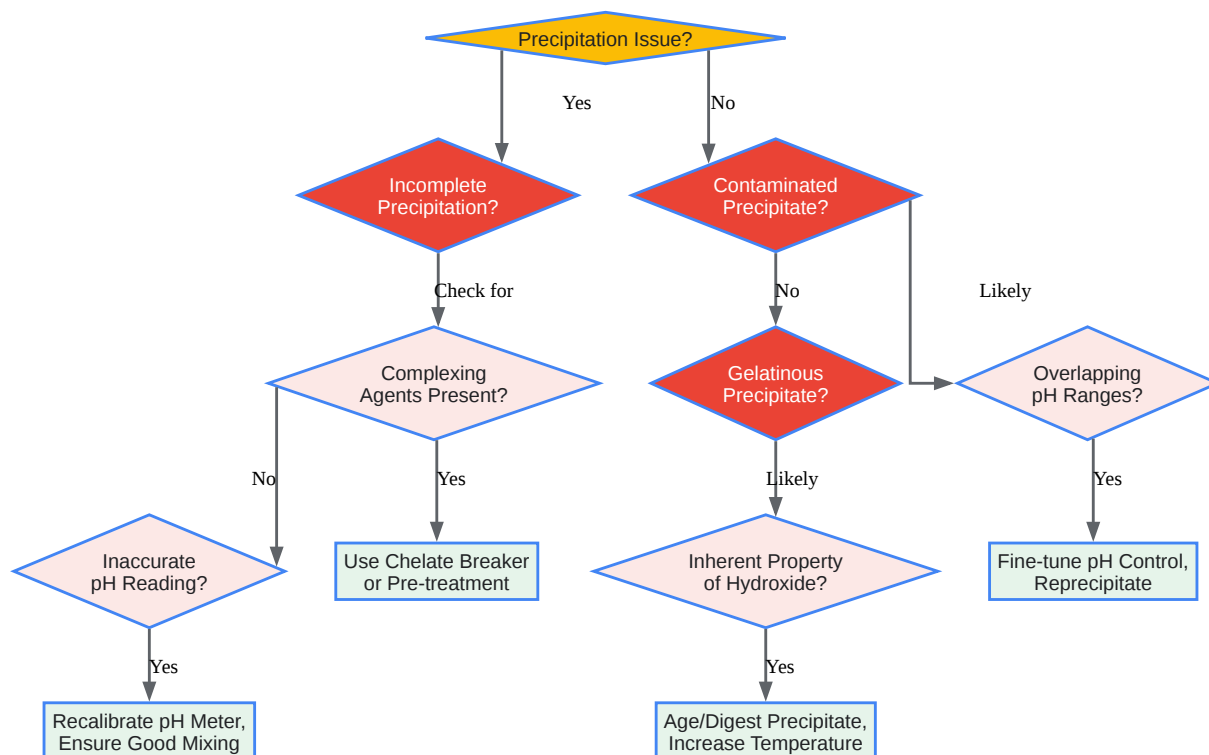 Precipitation Issue?
Yes
No
Incomplete
Precipitation?
Contaminated
Precipitate?
Check for
No
Likely
Complexing
Agents Present?
Gelatinous
Precipitate?
Overlapping
pH Ranges?
No
Yes
Likely
Yes
Inaccurate
pH Reading?
Use Chelate Breaker
or Pre-treatment
Inherent Property
of Hydroxide?
Fine-tune pH Control,
Reprecipitate
Yes
Yes
Recalibrate pH Meter,
Ensure Good Mixing
Age/Digest Precipitate,
Increase Temperature